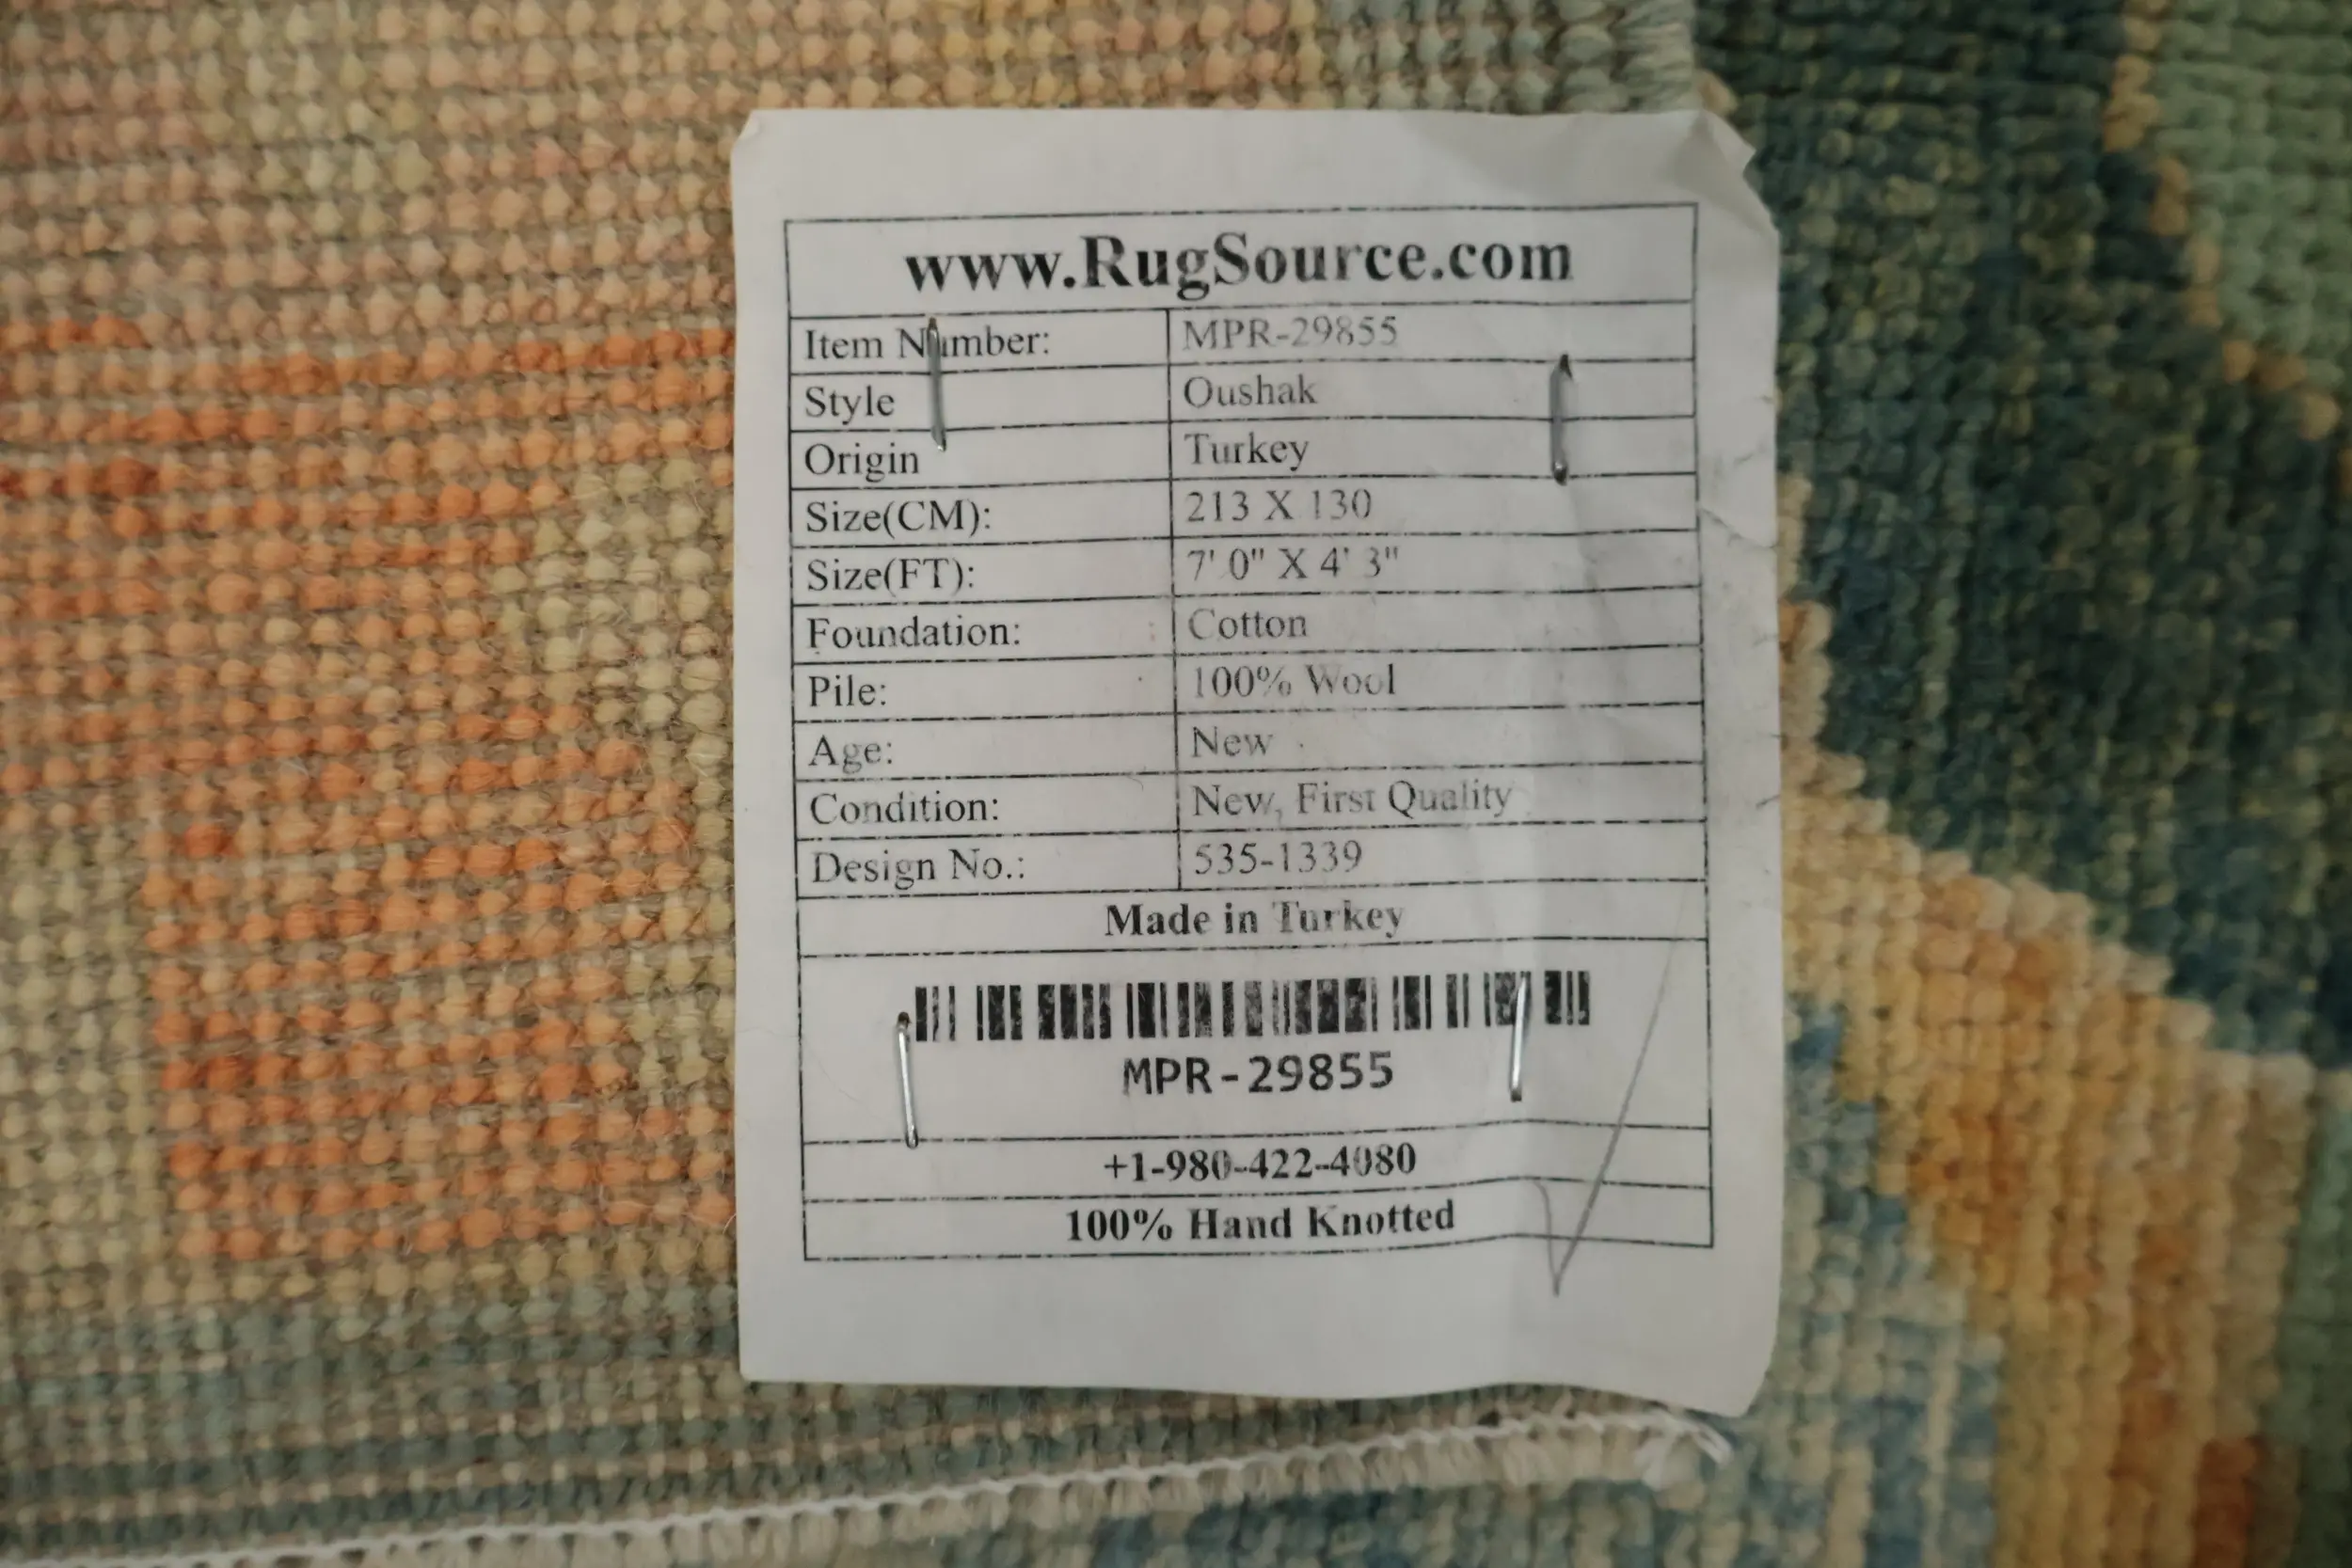 www.RugSource.com
Item Number: MPR-29855
Style Oushak
Origin Turkey
Size(CM): 213 X 130
Size(FT): 7' 0" X 4' 3"
Foundation: Cotton
Pile: 100% Wool
Age: New
Condition: New, First Quality
Design No.: 535-1339
Made in Turkey
MPR-29855
+1-980-422-4080
100% Hand Knotted